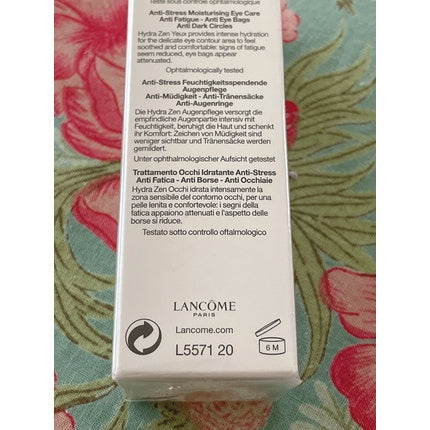 Testé sous contrôle ophtalmologique
Anti-Stress Moisturising Eye Care
Anti Fatigue - Anti Eye Bags
Anti Dark Circles
Hydra Zen Yeux provides intense hydration
for the delicate eye contour area to feel
soothed and comfortable: signs of fatigue
seem reduced, eye bags appear
attenuated.
Ophtalmologically tested
Anti-Stress Feuchtigkeitsspendende
Augenpflege
Anti-Müdigkeit - Anti-Tränensäcke
Anti-Augenringe
Die Hydra Zen Augenpflege versorgt die
empfindliche Augenpartie intensiv mit
Feuchtigkeit, beruhigt die Haut und schenkt
ihr Komfort: Zeichen von Müdigkeit sind
weniger sichtbar und Tränensäcke werden
gemildert.
Unter ophthalmologischer Aufsicht getestet
Trattamento Occhi Idratante Anti-Stress
Anti Fatica - Anti Borse - Anti Occhiaie
Hydra Zen Occhi idrata intensamente la
zona sensibile del contorno occhi, per una
pelle lenita e confortevole: i segni della
fatica appaiono attenuati e l'aspetto delle
borse si riduce.
Testato sotto controllo oftalmologico
LANCÔME
PARIS
Lancome.com
L5571 20
6 M